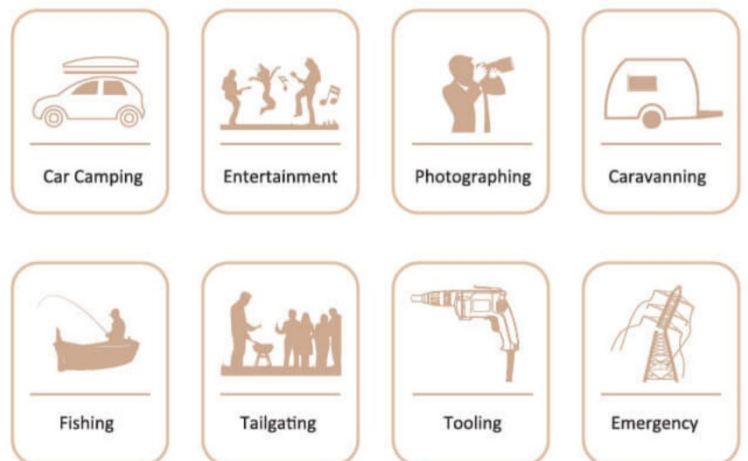 Car Camping
Entertainment
Photographing
Caravanning
Fishing
Tailgating
Tooling
Emergency